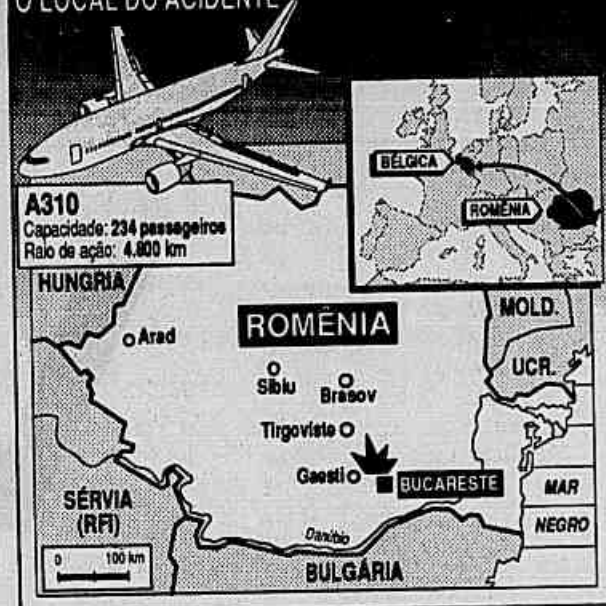 O LOCAL DO ACIDENTE
BÉLGICA
ROMÊNIA
A310
Capacidade: 234 passageiros
Raio de ação: 4.800 km
HUNGRIA
MOLD.
Arad
ROMÊNIA
UCR.
Sibiu
Brasov
Tirgoviste
Gaesti
BUCARESTE
SÉRVIA
(RFI)
MAR
NEGRO
Danúbio
0 100 km
BULGÁRIA